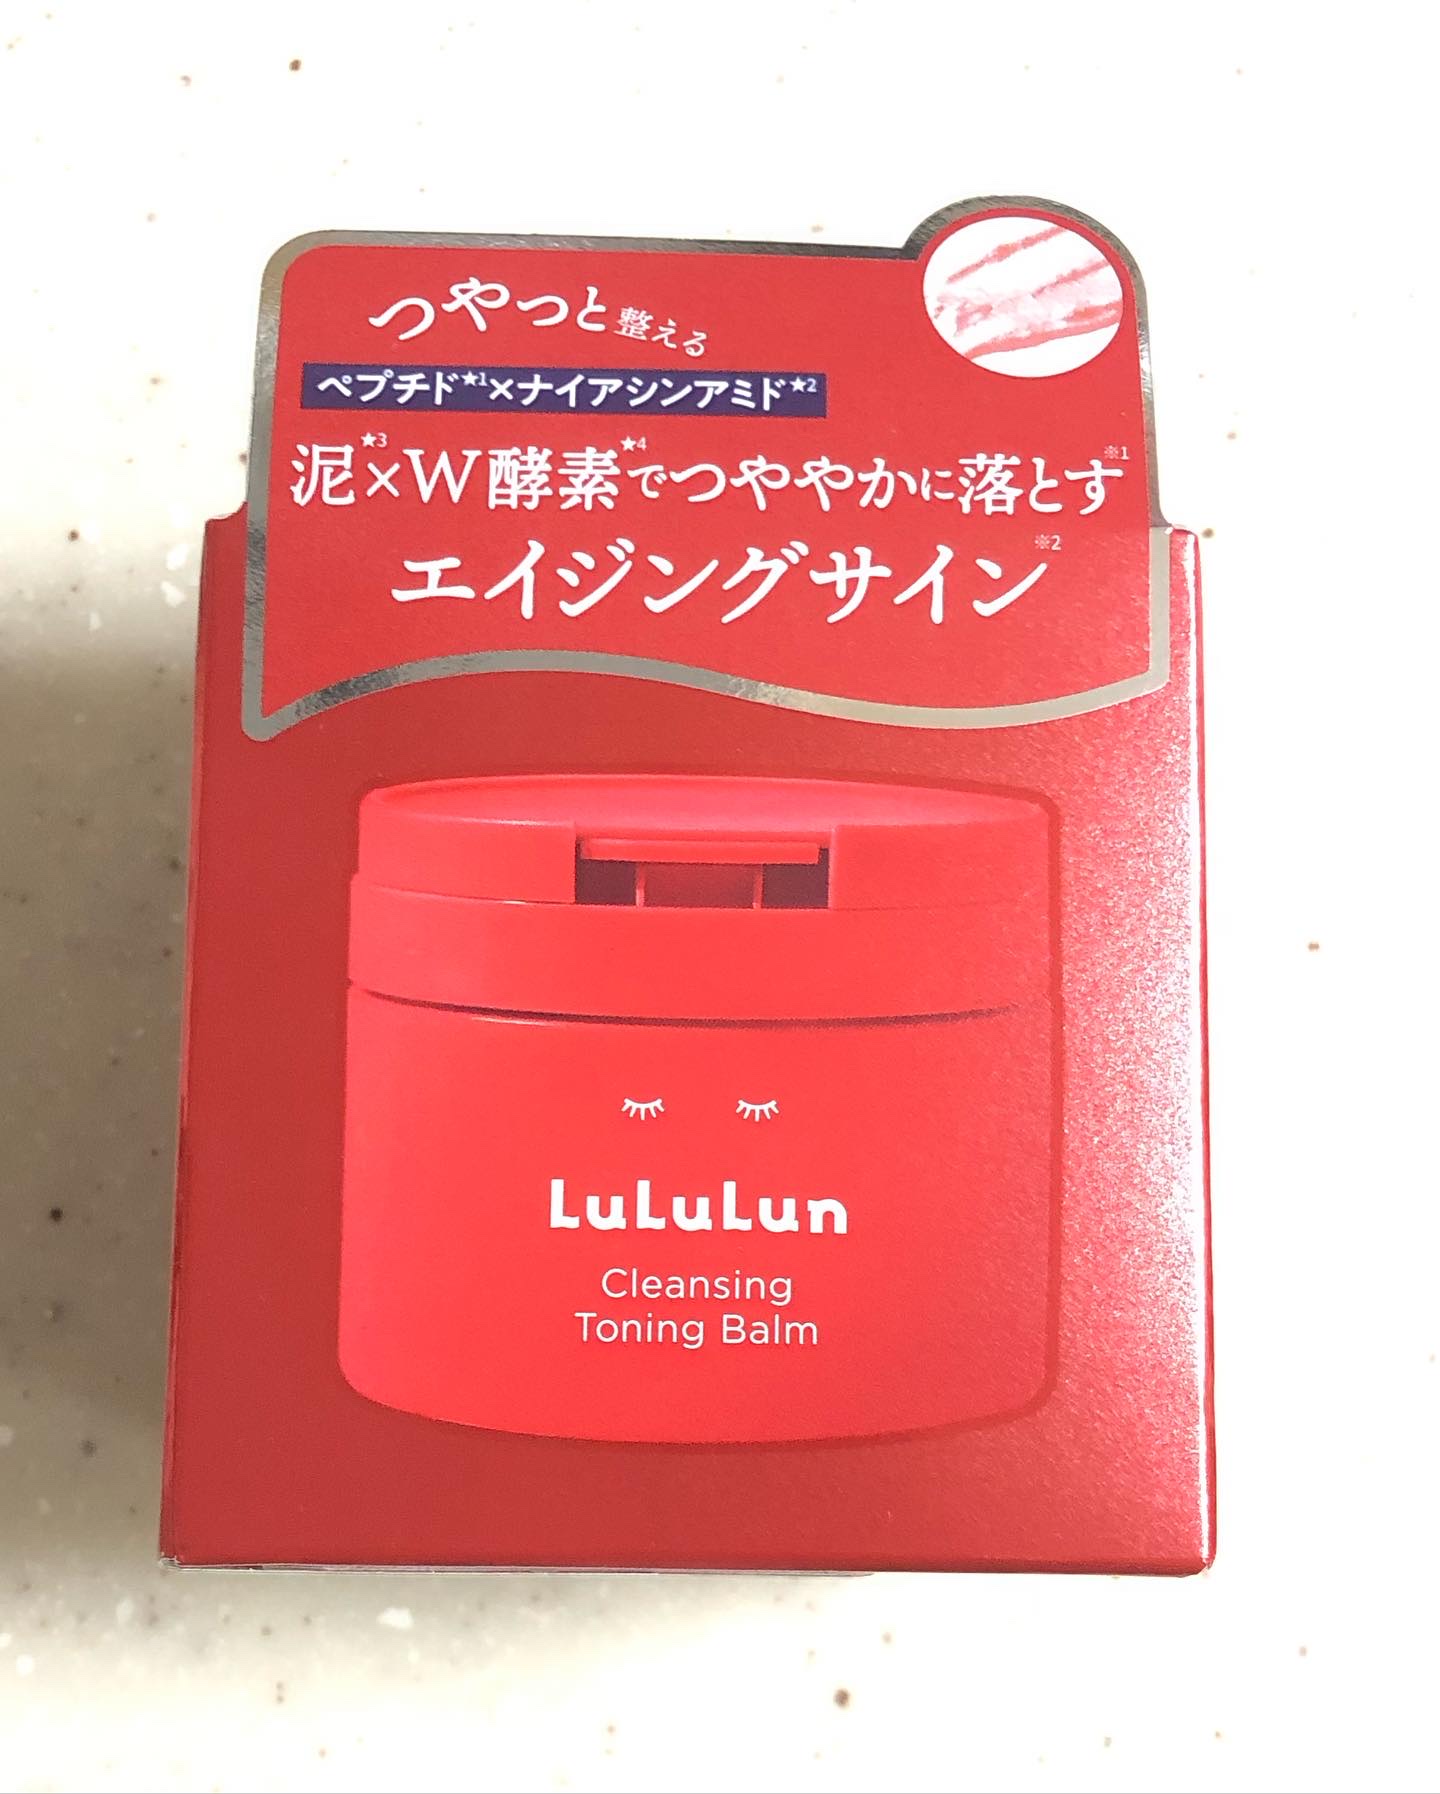 つやっと整える
ペプチド★1×ナイアシンアミド★2
泥★3×W酵素★4でつややかに落とす※1
エイジングサイン※2
LuLuLun
Cleansing
Toning Balm